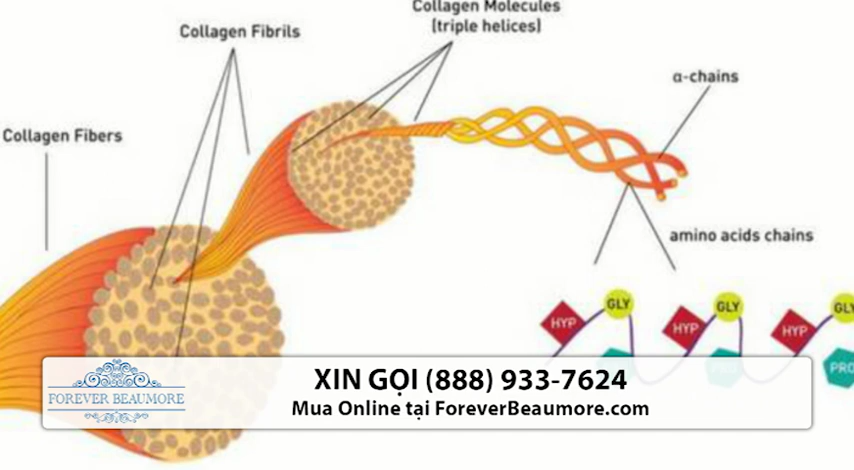 Collagen Molecules
(triple helices)
Collagen Fibrils
α-chains
Collagen Fibers
amino acids chains
GLY
GLY
GLY
HYP
HYP
HYP
PRO
XIN GỌI (888) 933-7624
FOREVER BEAUMORE
Mua Online tại ForeverBeaumore.com